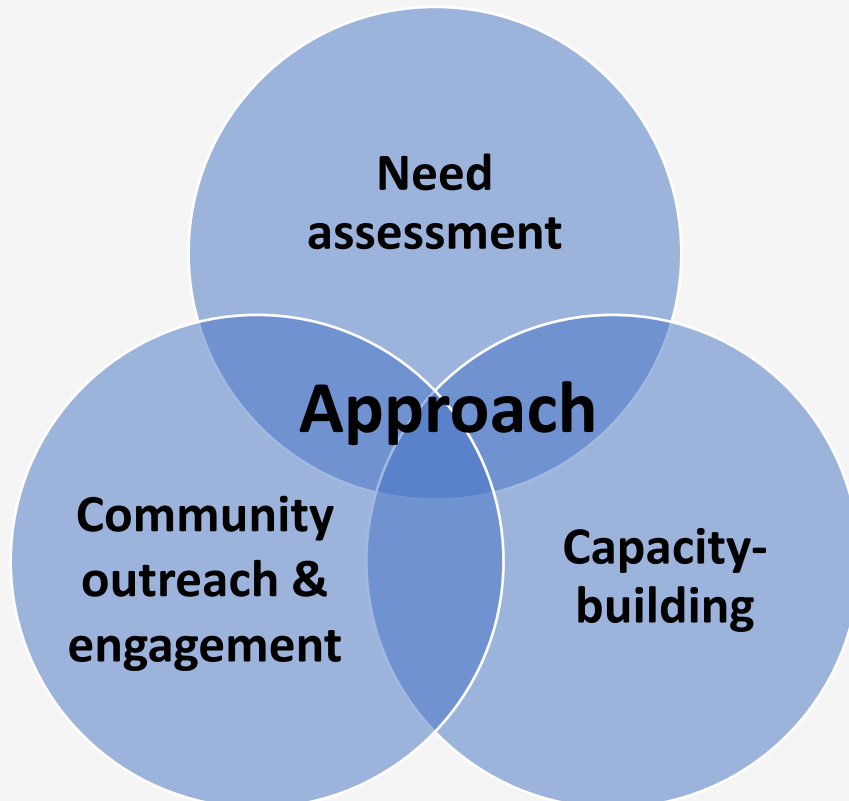 Need
assessment
Approach
Community
outreach &
engagement
Capacity-
building